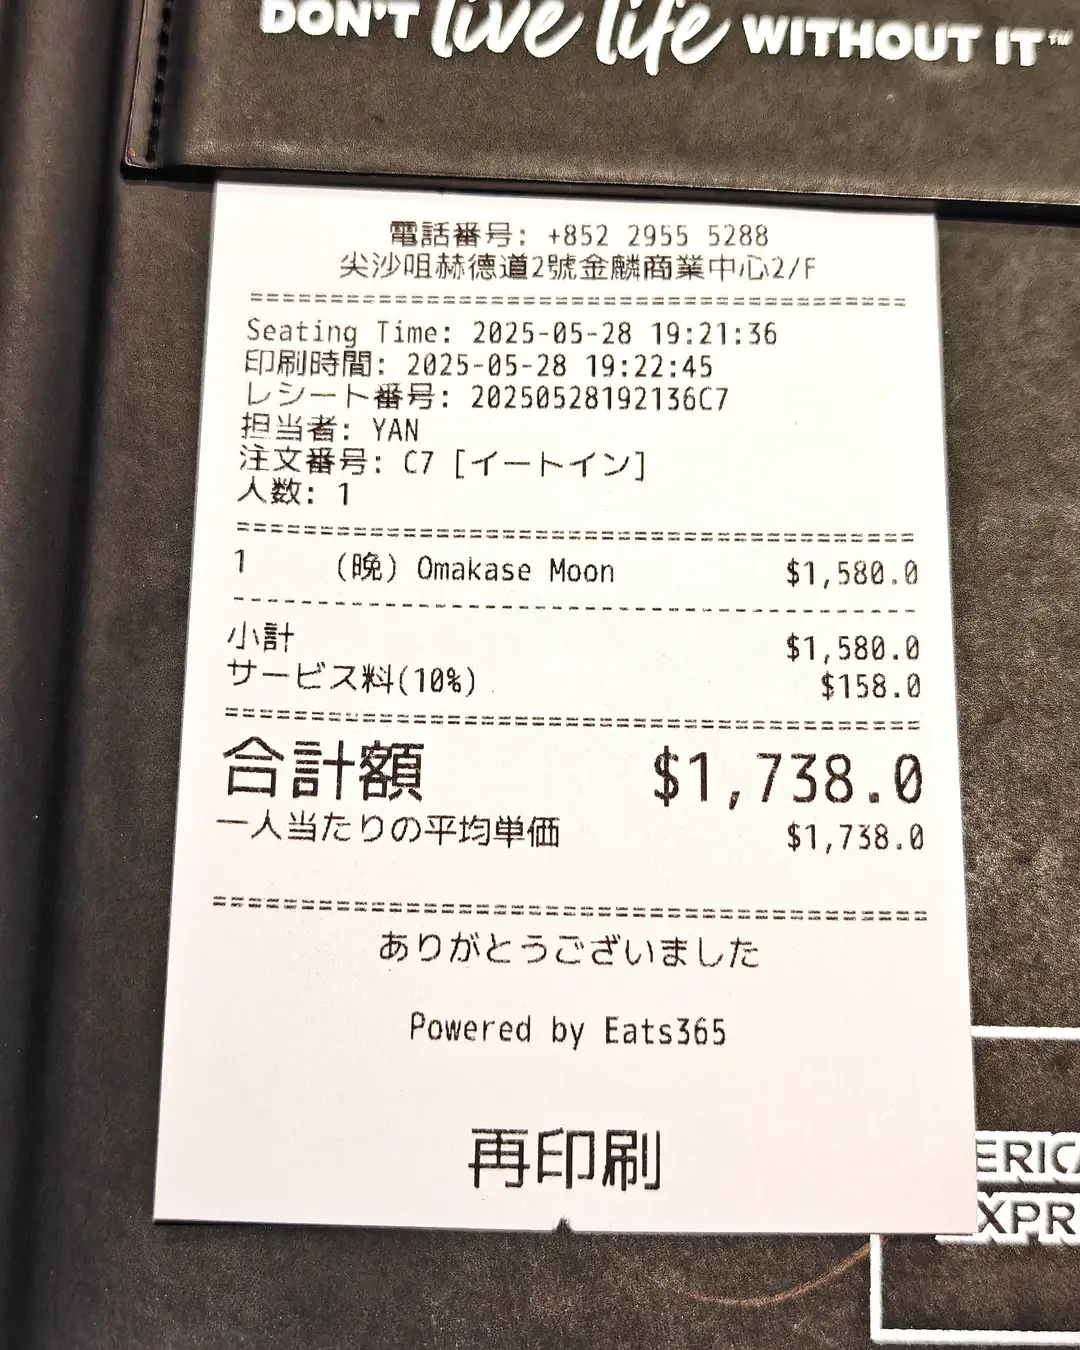 DON'T live life WITHOUT IT™
電話番号: +852 2955 5288
尖沙咀赫德道2號金麟商業中心2/F
Seating Time: 2025-05-28 19:21:36
印刷時間: 2025-05-28 19:22:45
レシート番号: 20250528192136C7
担当者: YAN
注文番号: C7 [イートイン]
人数: 1
1 (晩) Omakase Moon $1,580.0
小計 $1,580.0
サービス料(10%) $158.0
合計額 $1,738.0
一人当たりの平均単価 $1,738.0
ありがとうございました
Powered by Eats365
再印刷
ERICA
XPR